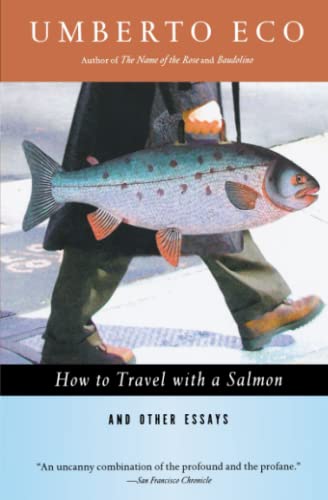 UMBERTO ECO
Author of The Name of the Rose and Baudolino
How to Travel with a Salmon
AND OTHER ESSAYS
"An uncanny combination of the profound and the profane."
—San Francisco Chronicle